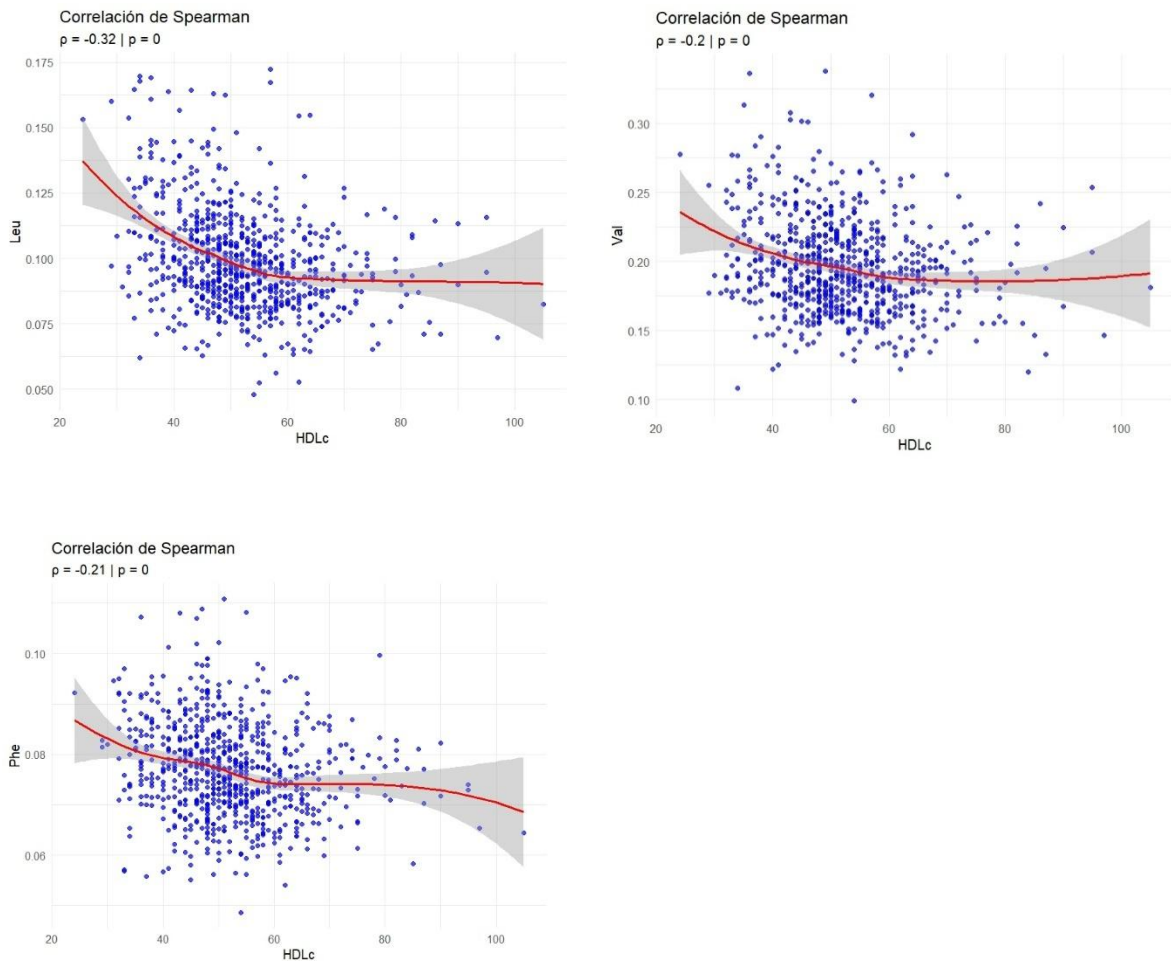 Correlación de Spearman
ρ = -0.32 | p = 0
0.175
0.150
0.125
0.100
0.075
0.050
Leu
20 40 60 80 100
HDLc
Correlación de Spearman
ρ = -0.2 | p = 0
0.30
0.25
0.20
0.15
0.10
Val
20 40 60 80 100
HDLc
Correlación de Spearman
ρ = -0.21 | p = 0
0.10
0.08
0.06
Phe
20 40 60 80 100
HDLc